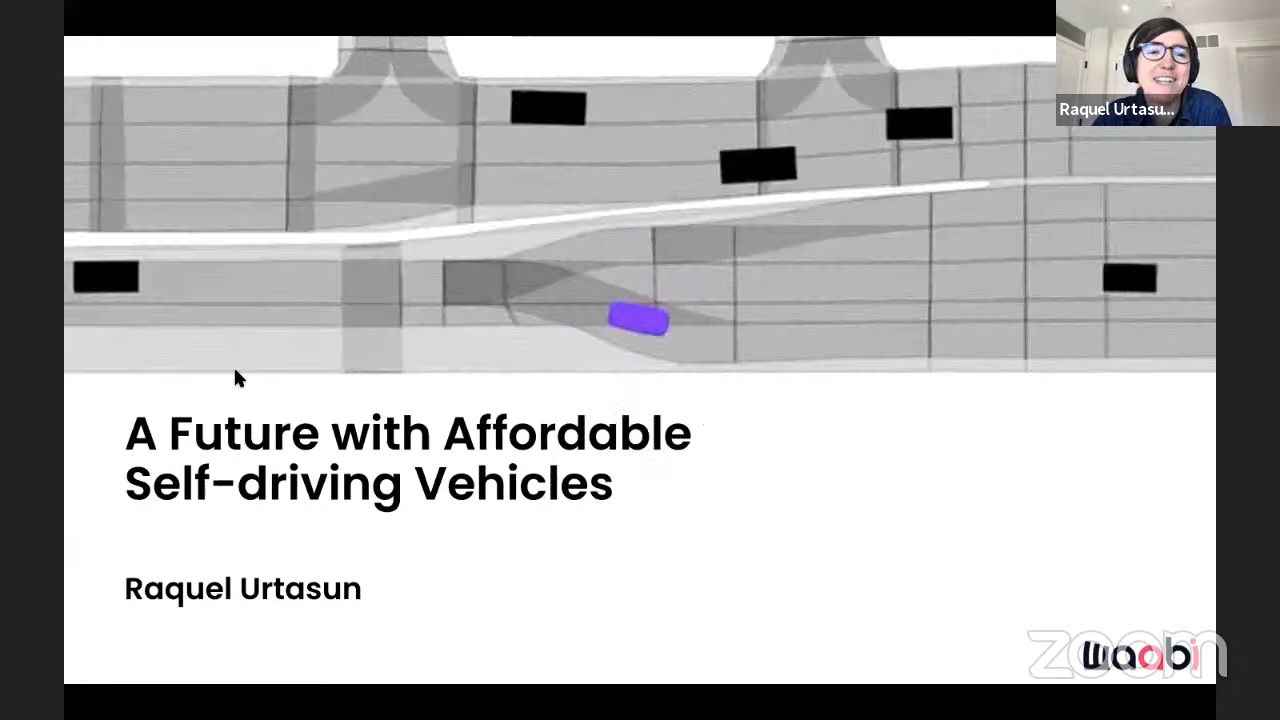 Raquel Urtasu...
A Future with Affordable
Self-driving Vehicles
Raquel Urtasun
zoom
waabi